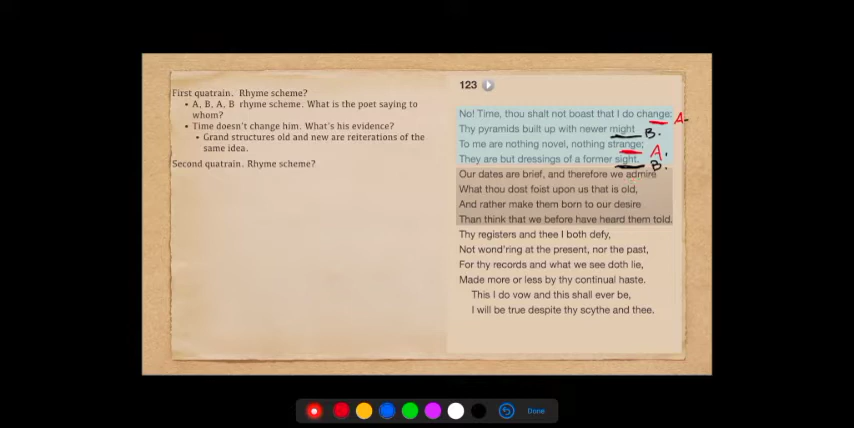 First quatrain. Rhyme scheme?
• A, B, A, B rhyme scheme. What is the poet saying to
whom?
• Time doesn't change him. What's his evidence?
• Grand structures old and new are reiterations of the
same idea.
Second quatrain. Rhyme scheme?
123
No! Time, thou shalt not boast that I do change: A.
Thy pyramids built up with newer might B.
To me are nothing novel, nothing strange; A.
They are but dressings of a former sight. B.
Our dates are brief, and therefore we admire
What thou dost foist upon us that is old,
And rather make them born to our desire
Than think that we before have heard them told.
Thy registers and thee I both defy,
Not wond'ring at the present, nor the past,
For thy records and what we see doth lie,
Made more or less by thy continual haste.
This I do vow and this shall ever be,
I will be true despite thy scythe and thee.
Done